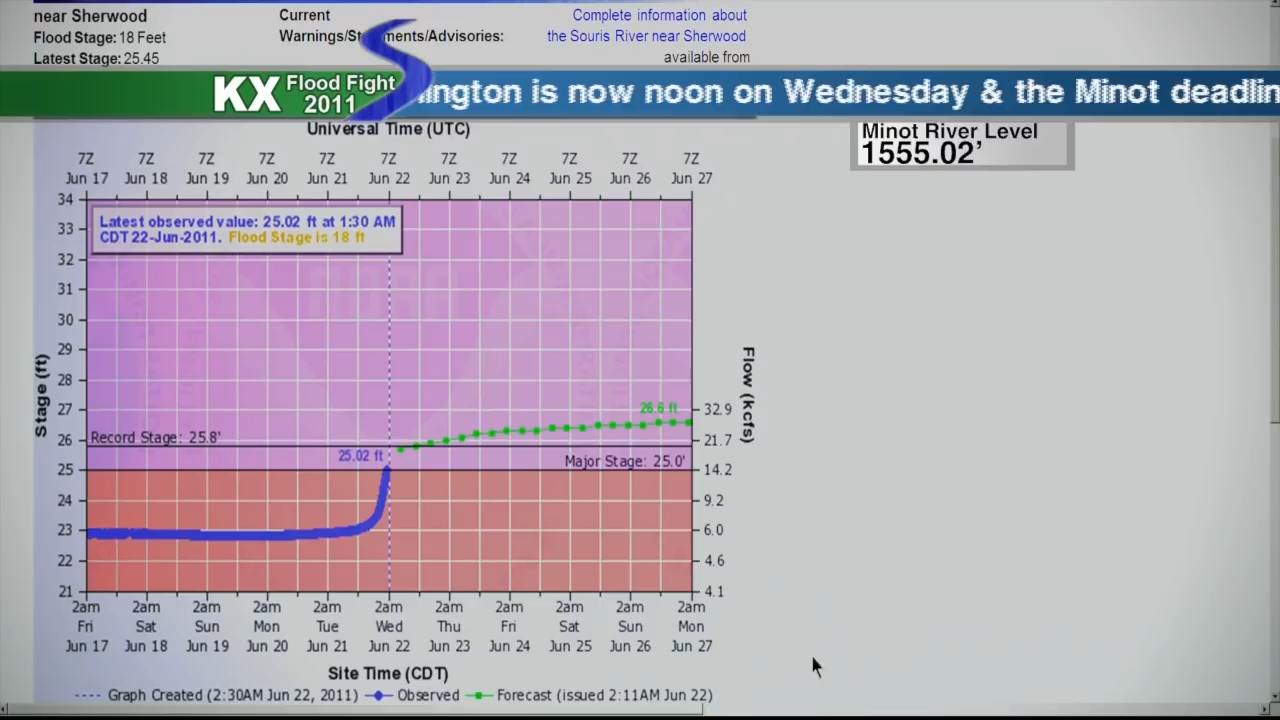 near Sherwood
Flood Stage: 18 Feet
Latest Stage: 25.45
Current
Warnings/St ments/Advisories:
Complete information about
the Souris River near Sherwood
available from
KX Flood Fight
2011
ington is now noon on Wednesday & the Minot deadlin
Minot River Level
1555.02'
Universal Time (UTC)
7Z 7Z 7Z 7Z 7Z 7Z 7Z 7Z 7Z 7Z 7Z
Jun 17 Jun 18 Jun 19 Jun 20 Jun 21 Jun 22 Jun 23 Jun 24 Jun 25 Jun 26 Jun 27
Latest observed value: 25.02 ft at 1:30 AM
CDT 22-Jun-2011. Flood Stage is 18 ft
NOAA
Stage (ft)
34
33
32
31
30
29
28
27
26
25
24
23
22
21
Record Stage: 25.8'
25.02 ft
26.6 ft
Major Stage: 25.0'
Flow (kcfs)
32.9
21.7
14.2
9.2
6.0
4.6
4.1
2am 2am 2am 2am 2am 2am 2am 2am 2am 2am 2am
Fri Sat Sun Mon Tue Wed Thu Fri Sat Sun Mon
Jun 17 Jun 18 Jun 19 Jun 20 Jun 21 Jun 22 Jun 23 Jun 24 Jun 25 Jun 26 Jun 27
Site Time (CDT)
Graph Created (2:30AM Jun 22, 2011) Observed Forecast (issued 2:11AM Jun 22)